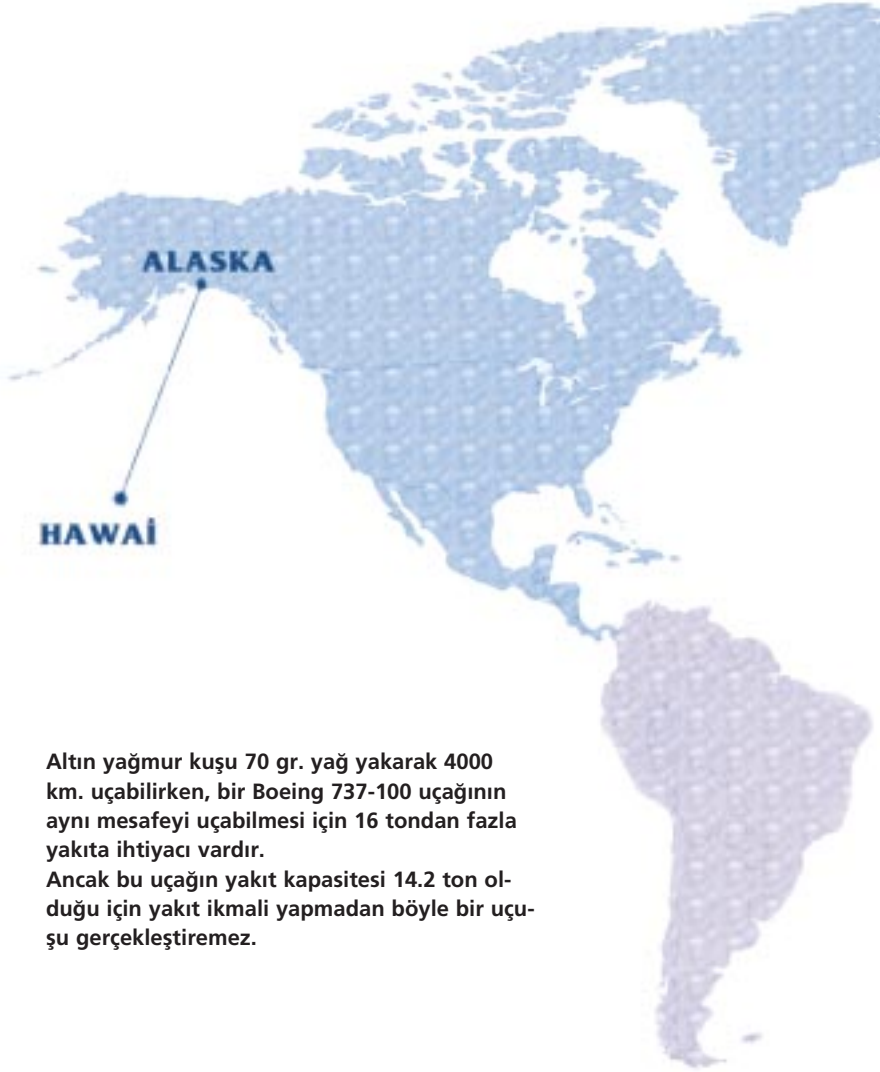 ALASKA
HAWAİ
Altın yağmur kuşu 70 gr. yağ yakarak 4000
km. uçabilirken, bir Boeing 737-100 uçağının
aynı mesafeyi uçabilmesi için 16 tondan fazla
yakıta ihtiyacı vardır.
Ancak bu uçağın yakıt kapasitesi 14.2 ton ol-
duğu için yakıt ikmali yapmadan böyle bir uçu-
şu gerçekleştiremez.